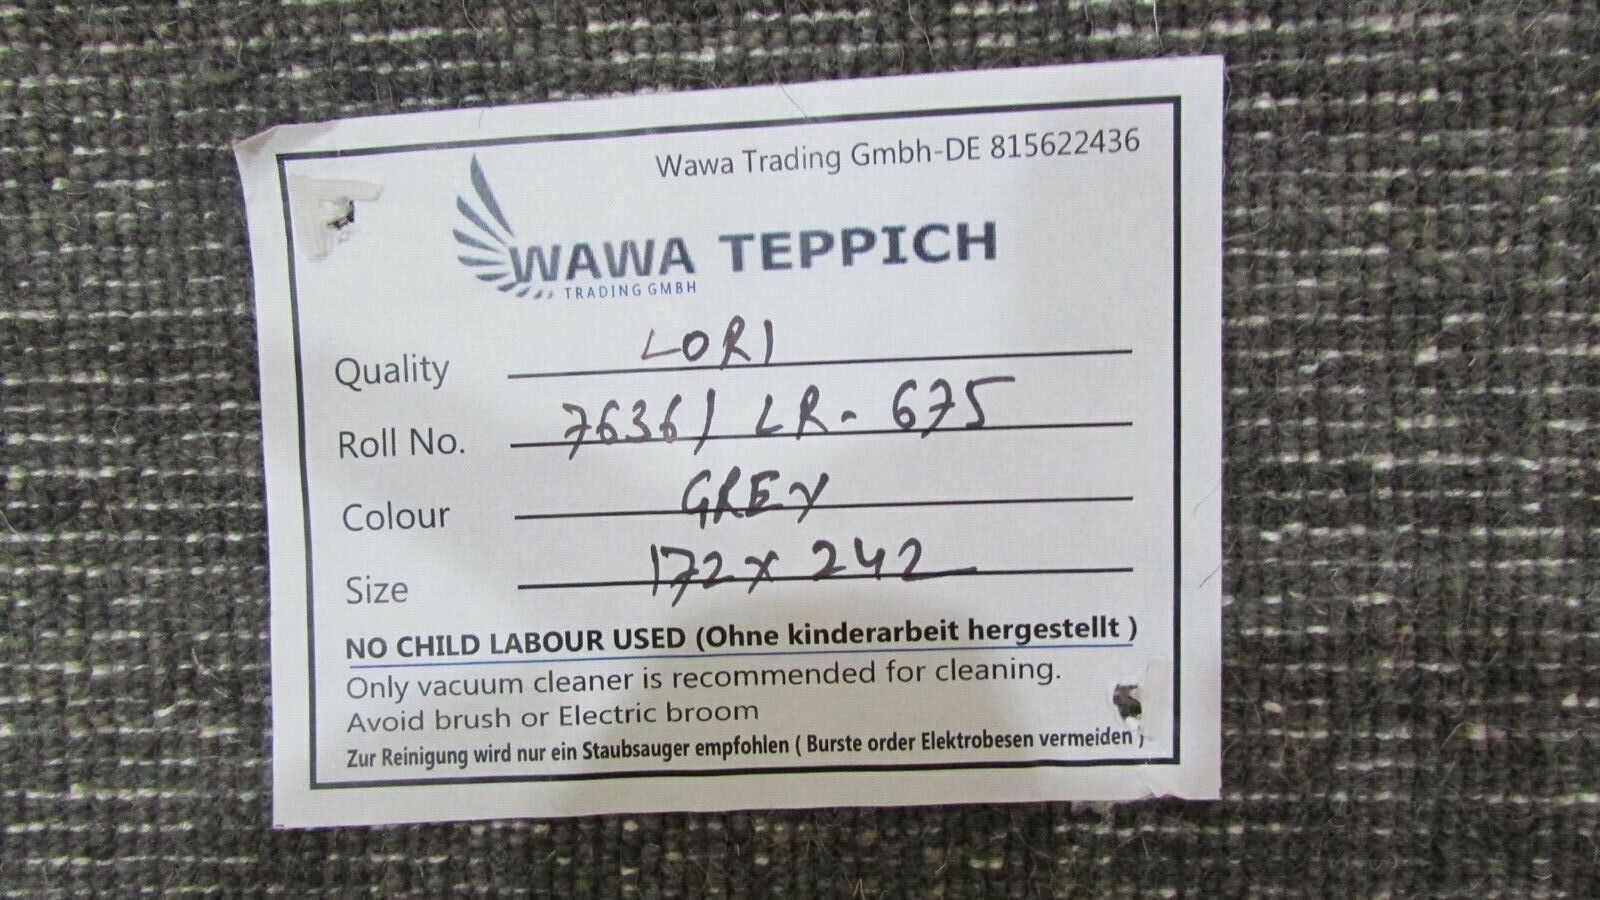 Wawa Trading Gmbh-DE 815622436
WAWA TEPPICH
TRADING GMBH
Quality LORI
Roll No. 7636/ LR- 675
Colour GREY
Size 172 x 242
NO CHILD LABOUR USED (Ohne kinderarbeit hergestellt )
Only vacuum cleaner is recommended for cleaning.
Avoid brush or Electric broom
Zur Reinigung wird nur ein Staubsauger empfohlen ( Burste order Elektrobesen vermeiden )